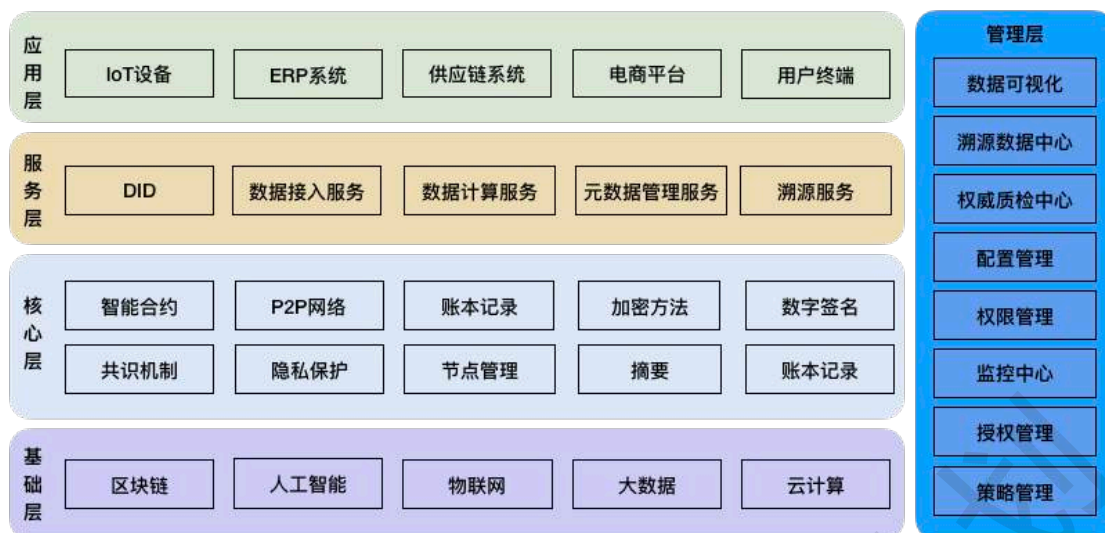 应用层
IoT设备
ERP系统
供应链系统
电商平台
用户终端
服务层
DID
数据接入服务
数据计算服务
元数据管理服务
溯源服务
核心层
智能合约
P2P网络
账本记录
加密方法
数字签名
共识机制
隐私保护
节点管理
摘要
账本记录
基础层
区块链
人工智能
物联网
大数据
云计算
管理层
数据可视化
溯源数据中心
权威质检中心
配置管理
权限管理
监控中心
授权管理
策略管理